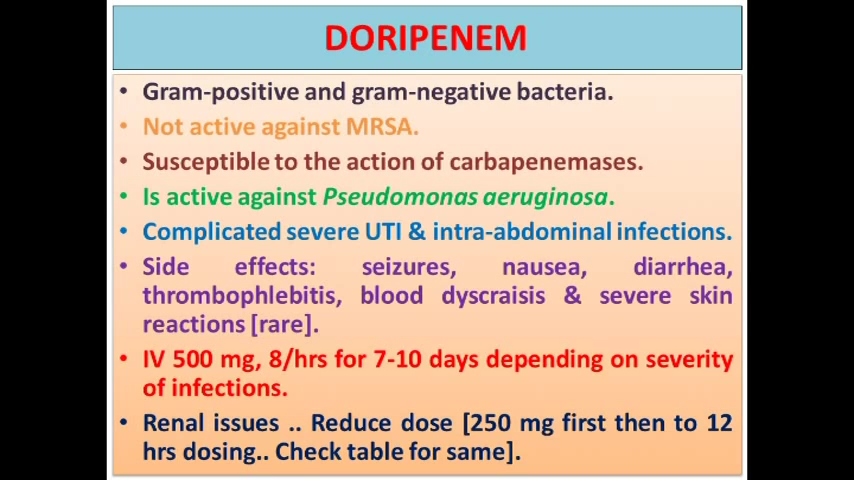 DORIPENEM
• Gram-positive and gram-negative bacteria.
• Not active against MRSA.
• Susceptible to the action of carbapenemases.
• Is active against Pseudomonas aeruginosa.
• Complicated severe UTI & intra-abdominal infections.
• Side effects: seizures, nausea, diarrhea,
thrombophlebitis, blood dyscraisis & severe skin
reactions [rare].
• IV 500 mg, 8/hrs for 7-10 days depending on severity
of infections.
• Renal issues .. Reduce dose [250 mg first then to 12
hrs dosing.. Check table for same].